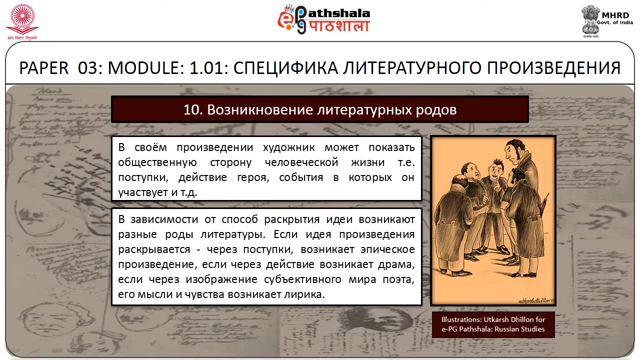 ePathshala
पाठशाला
MHRD
Govt. of India
PAPER 03: MODULE: 1.01: СПЕЦИФИКА ЛИТЕРАТУРНОГО ПРОИЗВЕДЕНИЯ
10. Возникновение литературных родов
В своём произведении художник может показать
общественную сторону человеческой жизни т.е.
поступки, действие героя, события в которых он
участвует и т.д.
В зависимости от способ раскрытия идеи возникают
разные роды литературы. Если идея произведения
раскрывается - через поступки, возникает эпическое
произведение, если через действие возникает драма,
если через изображение субъективного мира поэта,
его мысли и чувства возникает лирика.
Illustrations: Utkarsh Dhillon for
e-PG Pathshala: Russian Studies